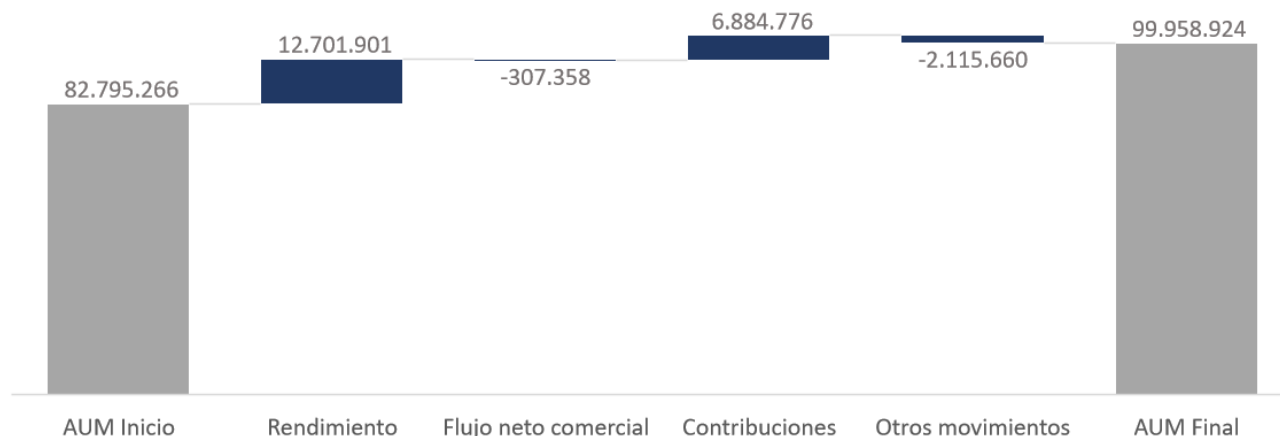 6.884.776
99.958.924
12.701.901
-307.358
-2.115.660
82.795.266
AUM Inicio
Rendimiento
Flujo neto comercial
Contribuciones
Otros movimientos
AUM Final